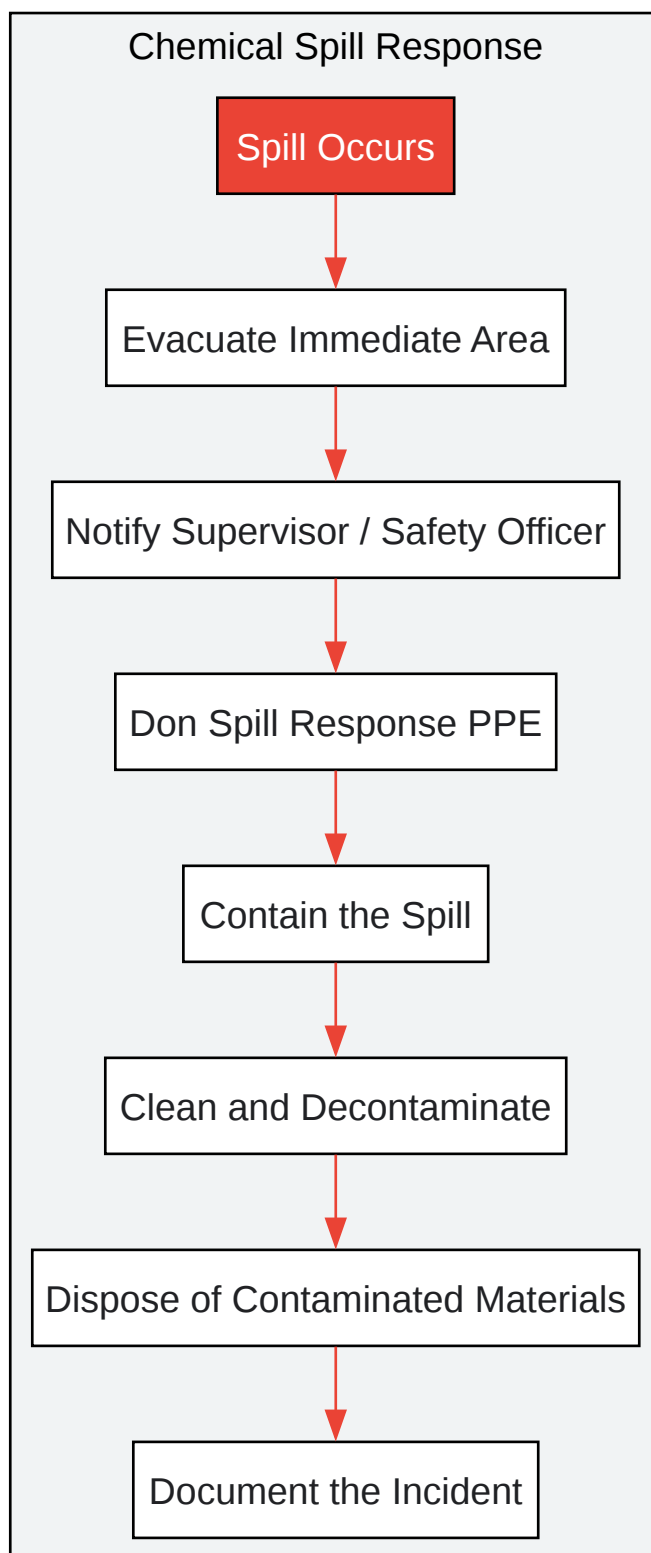 Chemical Spill Response
Spill Occurs
Evacuate Immediate Area
Notify Supervisor / Safety Officer
Don Spill Response PPE
Contain the Spill
Clean and Decontaminate
Dispose of Contaminated Materials
Document the Incident